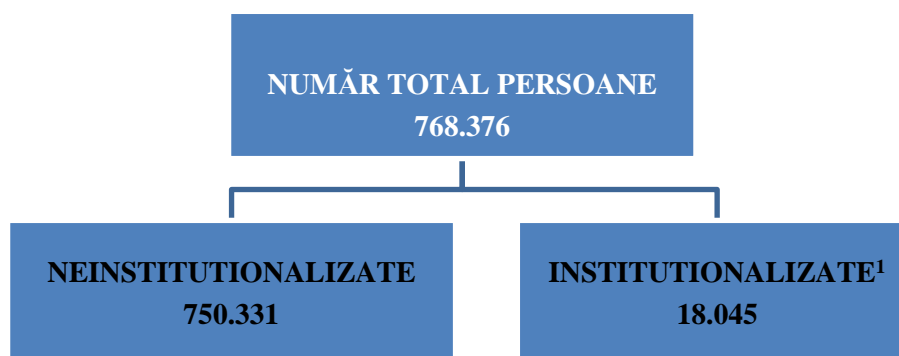 NUMĂR TOTAL PERSOANE
768.376
NEINSTITUTIONALIZATE
750.331
INSTITUTIONALIZATE¹
18.045